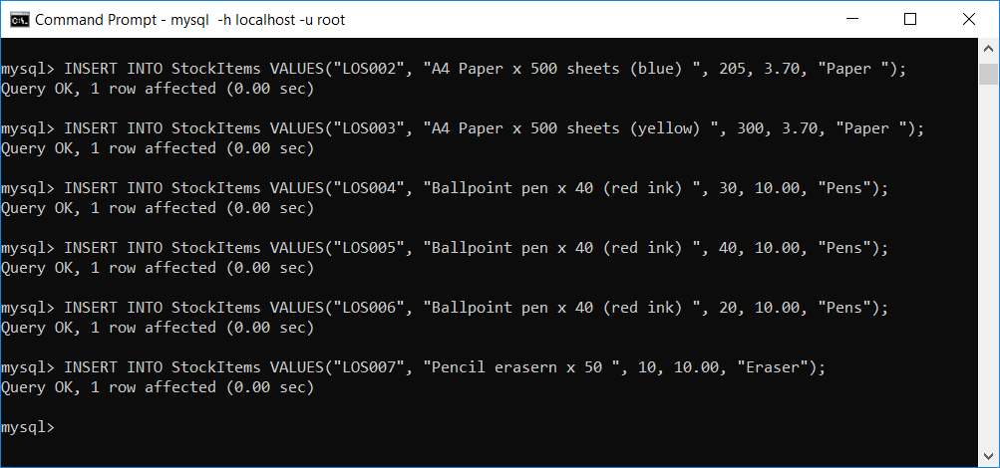 Command Prompt - mysql -h localhost -u root
mysql> INSERT INTO StockItems VALUES("LOS002", "A4 Paper x 500 sheets (blue) ", 205, 3.70, "Paper ");
Query OK, 1 row affected (0.00 sec)
mysql> INSERT INTO StockItems VALUES("LOS003", "A4 Paper x 500 sheets (yellow) ", 300, 3.70, "Paper ");
Query OK, 1 row affected (0.00 sec)
mysql> INSERT INTO StockItems VALUES("LOS004", "Ballpoint pen x 40 (red ink) ", 30, 10.00, "Pens");
Query OK, 1 row affected (0.00 sec)
mysql> INSERT INTO StockItems VALUES("LOS005", "Ballpoint pen x 40 (red ink) ", 40, 10.00, "Pens");
Query OK, 1 row affected (0.00 sec)
mysql> INSERT INTO StockItems VALUES("LOS006", "Ballpoint pen x 40 (red ink) ", 20, 10.00, "Pens");
Query OK, 1 row affected (0.00 sec)
mysql> INSERT INTO StockItems VALUES("LOS007", "Pencil erasern x 50 ", 10, 10.00, "Eraser");
Query OK, 1 row affected (0.00 sec)
mysql>